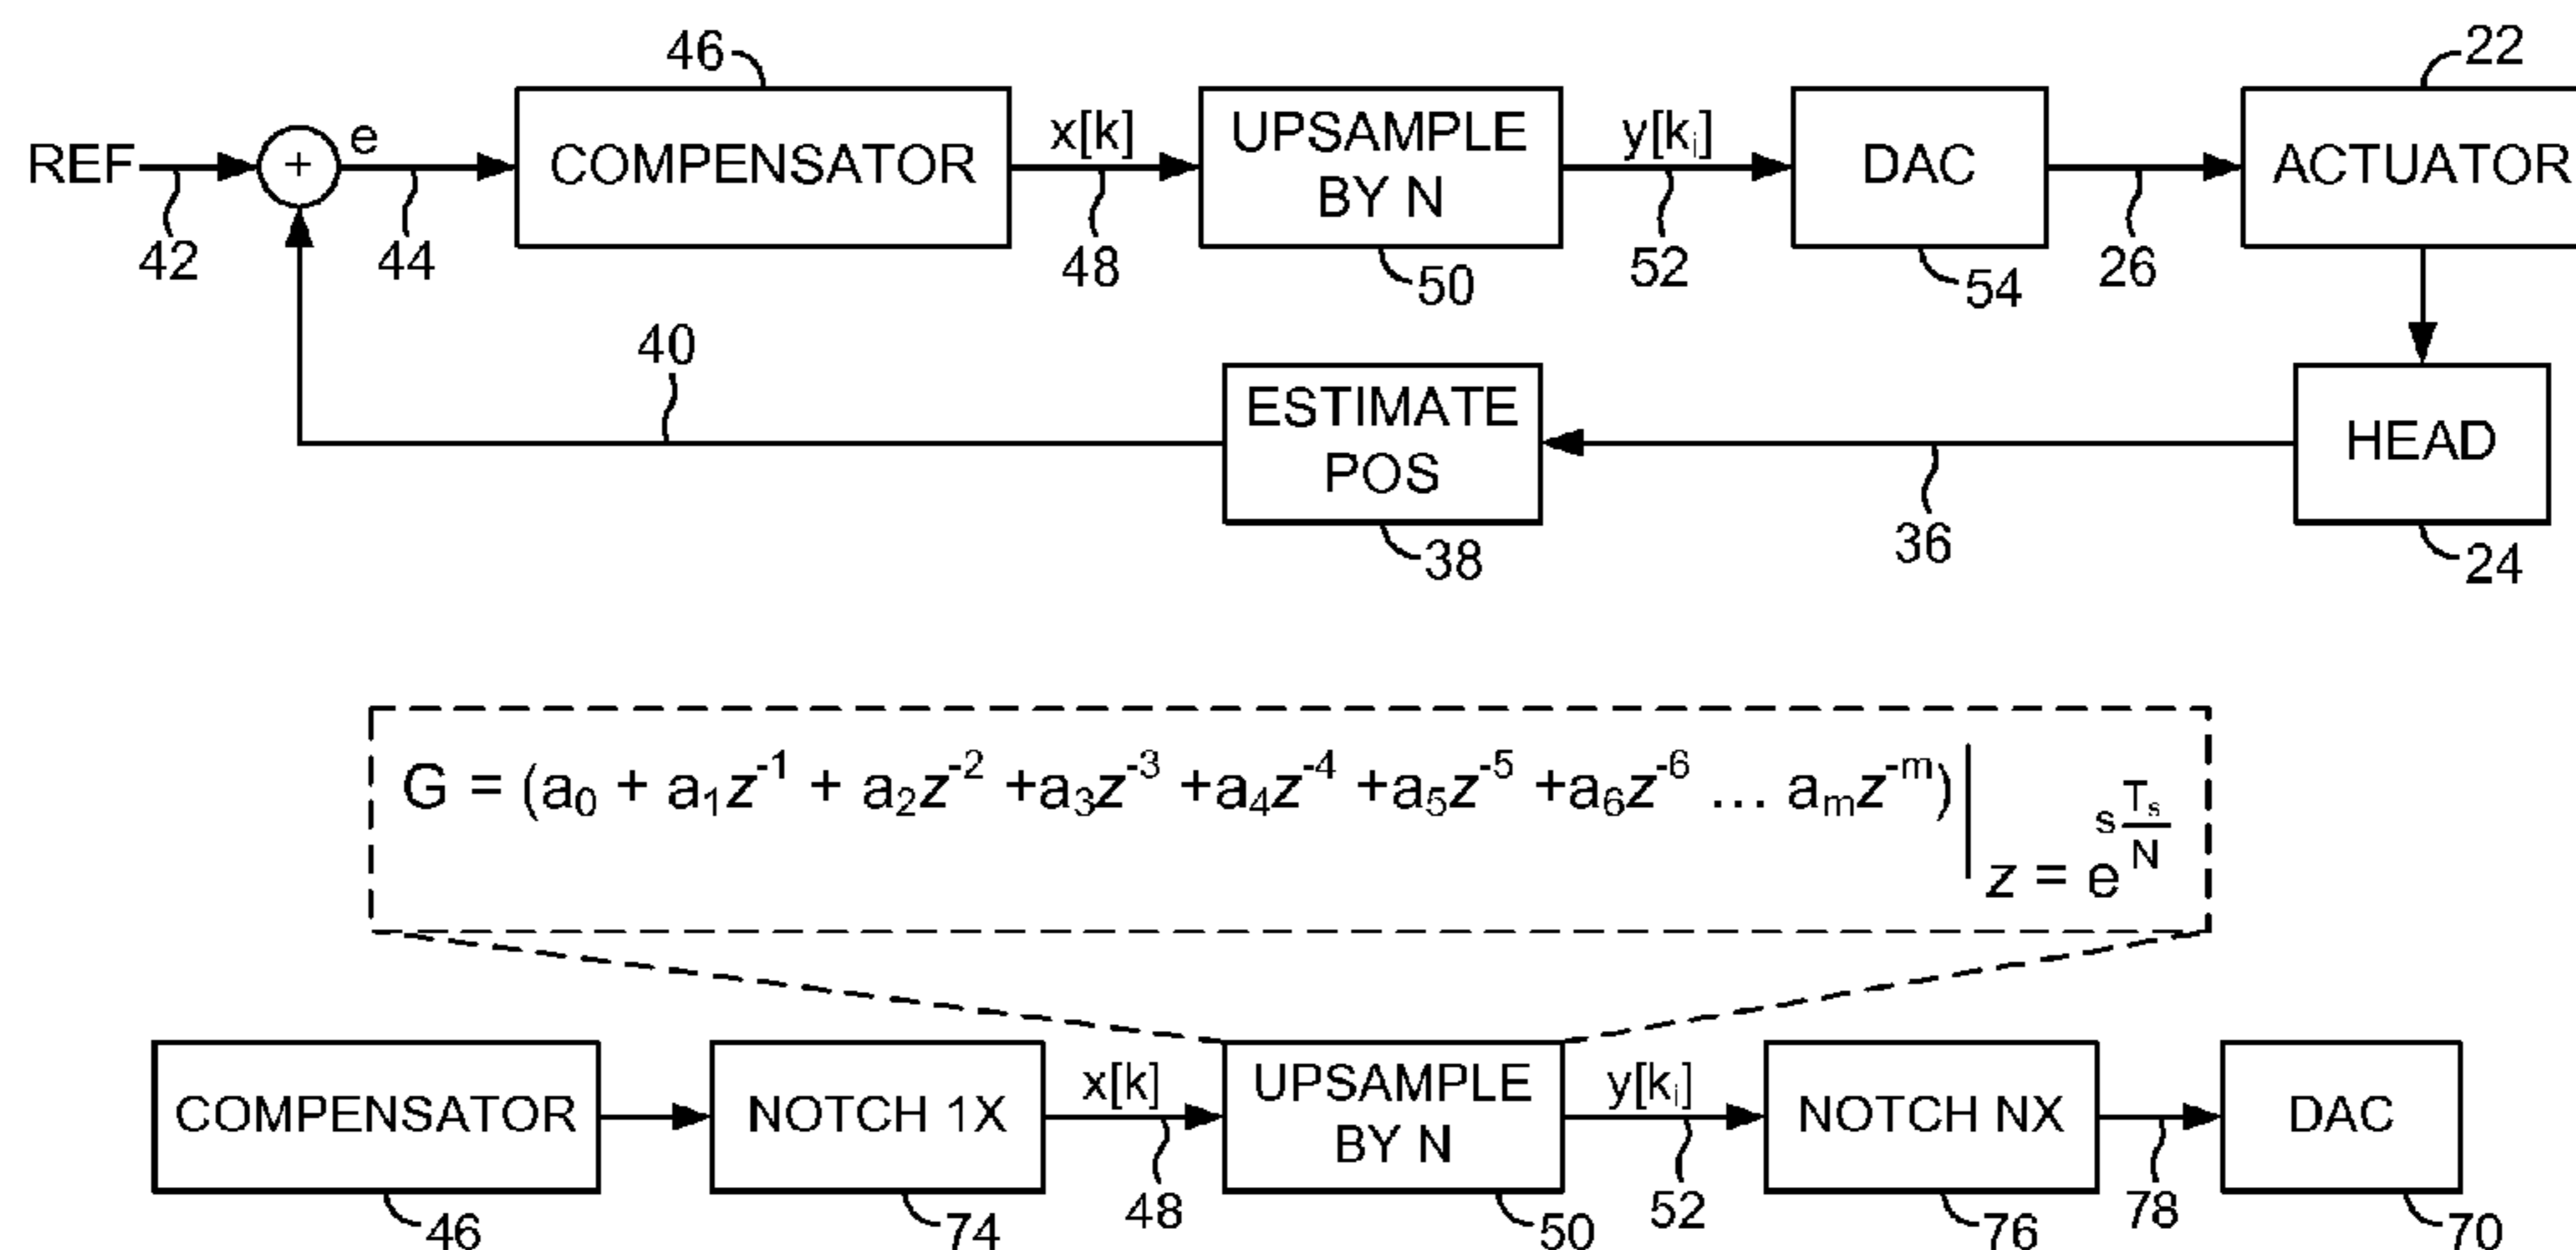 46
22
REF
+
e
COMPENSATOR
x[k]
UPSAMPLE
BY N
y[kᵢ]
DAC
ACTUATOR
42
44
48
50
52
54
26
40
ESTIMATE
POS
HEAD
38
36
24
G = (a₀ + a₁z⁻¹ + a₂z⁻² +a₃z⁻³ +a₄z⁻⁴ +a₅z⁻⁵ +a₆z⁻⁶ ... aₘz⁻ᵐ)|
z = e^(s Tₛ/N)
COMPENSATOR
NOTCH 1X
x[k]
UPSAMPLE
BY N
y[kᵢ]
NOTCH NX
DAC
46
74
48
50
52
76
78
70